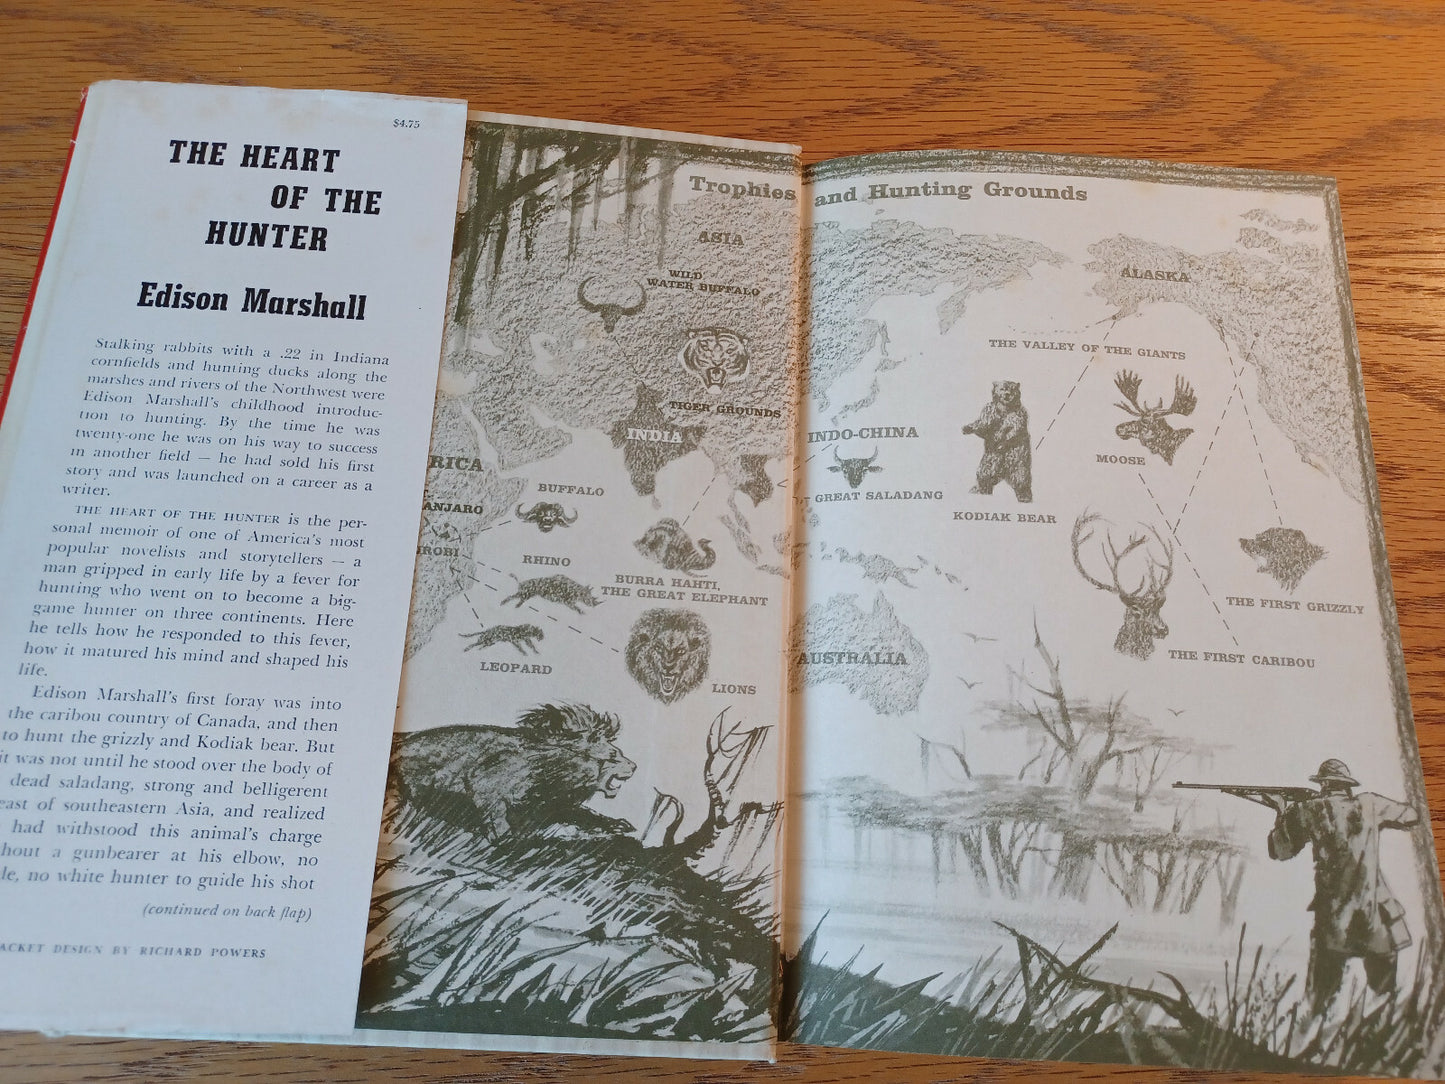 $4.75
THE HEART
OF THE
HUNTER
Edison Marshall
Stalking rabbits with a .22 in Indiana
cornfields and hunting ducks along the
marshes and rivers of the Northwest were
Edison Marshall's childhood introduc-
tion to hunting. By the time he was
twenty-one he was on his way to success
in another field — he had sold his first
story and was launched on a career as a
writer.
THE HEART OF THE HUNTER is the per-
sonal memoir of one of America's most
popular novelists and storytellers — a
man gripped in early life by a fever for
hunting who went on to become a big-
game hunter on three continents. Here
he tells how he responded to this fever,
how it matured his mind and shaped his
life.
Edison Marshall's first foray was into
the caribou country of Canada, and then
to hunt the grizzly and Kodiak bear. But
it was not until he stood over the body of
dead saladang, strong and belligerent
east of southeastern Asia, and realized
had withstood this animal's charge
hout a gunbearer at his elbow, no
le, no white hunter to guide his shot
(continued on back flap)
ACKET DESIGN BY RICHARD POWERS
Trophies and Hunting Grounds
ASIA
WILD
WATER BUFFALO
TIGER GROUNDS
INDIA
RICA
BUFFALO
ANJARO
ROBI
RHINO
BURRA HAHTI,
THE GREAT ELEPHANT
LEOPARD
LIONS
ALASKA
THE VALLEY OF THE GIANTS
INDO-CHINA
GREAT SALADANG
MOOSE
KODIAK BEAR
THE FIRST GRIZZLY
THE FIRST CARIBOU
AUSTRALIA